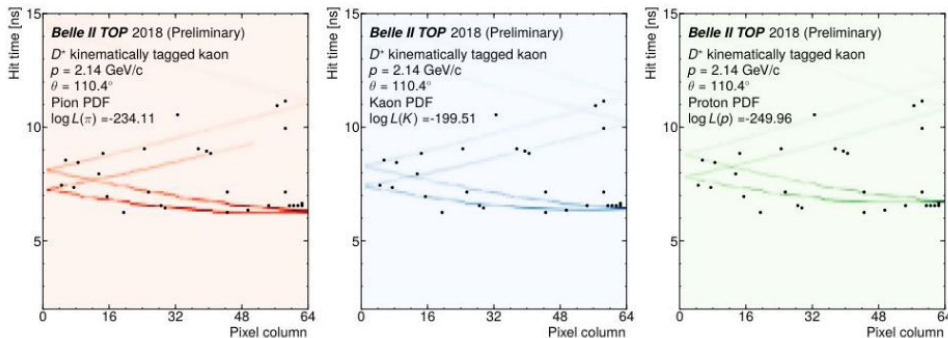 Belle II TOP 2018 (Preliminary)
D⁺ kinematically tagged kaon
p = 2.14 GeV/c
θ = 110.4°
Pion PDF
log L(π) =-234.11
Hit time [ns]
15
10
5
0
16
32
48
64
Pixel column
Belle II TOP 2018 (Preliminary)
D⁺ kinematically tagged kaon
p = 2.14 GeV/c
θ = 110.4°
Kaon PDF
log L(K) =-199.51
Hit time [ns]
15
10
5
0
16
32
48
64
Pixel column
Belle II TOP 2018 (Preliminary)
D⁺ kinematically tagged kaon
p = 2.14 GeV/c
θ = 110.4°
Proton PDF
log L(p) =-249.96
Hit time [ns]
15
10
5
0
16
32
48
64
Pixel column